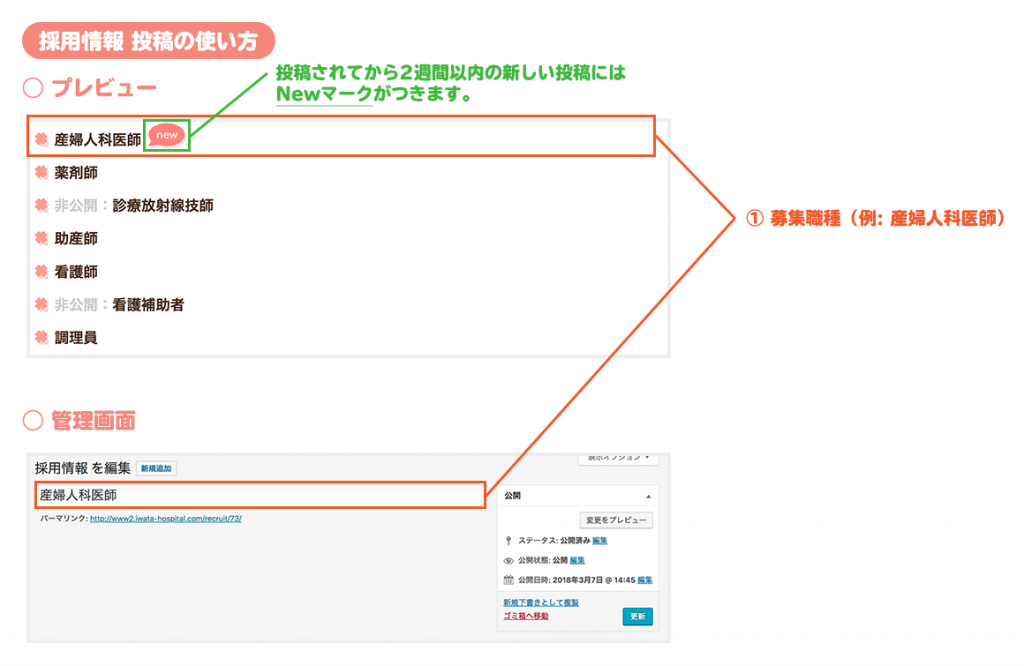 採用情報 投稿の使い方
○ プレビュー
投稿されてから2週間以内の新しい投稿には
Newマークがつきます。
産婦人科医師 new
薬剤師
非公開：診療放射線技師
助産師
看護師
非公開：看護補助者
調理員
① 募集職種（例: 産婦人科医師）
○ 管理画面
表示オプション ▼
採用情報 を編集 新規追加
産婦人科医師
パーマリンク: http://www2.iwata-hospital.com/recruit/73/
公開 ▲
変更をプレビュー
ステータス: 公開済み 編集
公開状態: 公開 編集
公開日時: 2018年3月7日 @ 14:45 編集
新規下書きとして複製
ゴミ箱へ移動
更新